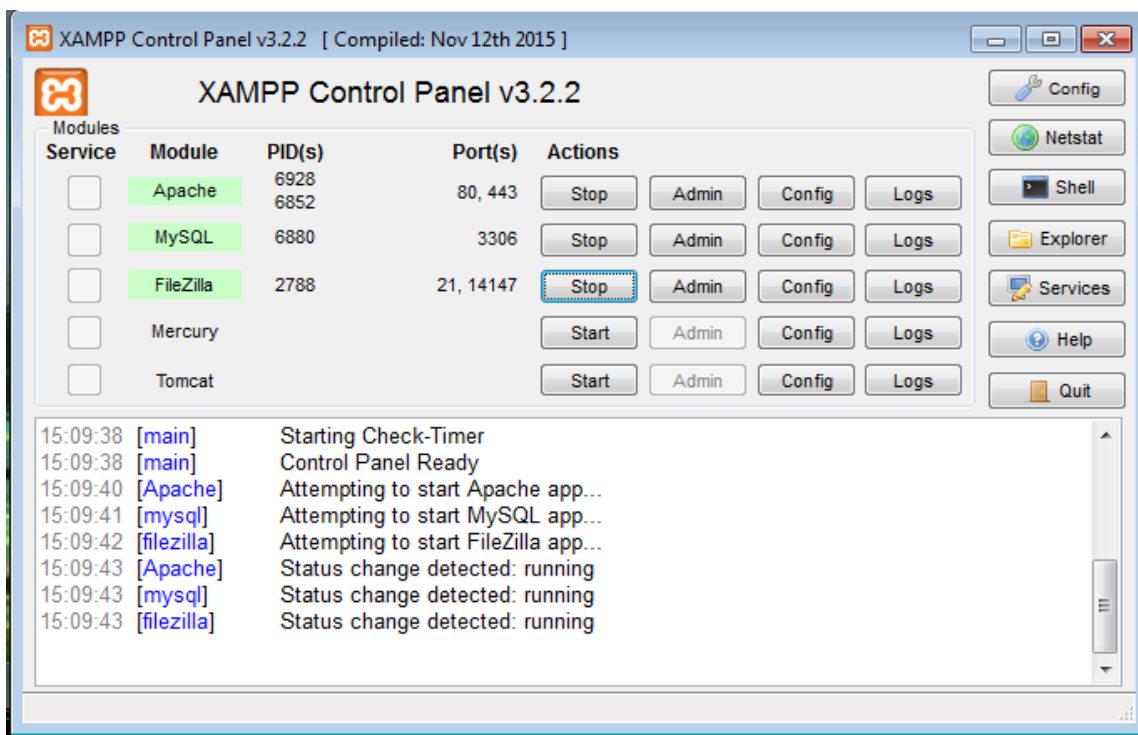 XAMPP Control Panel v3.2.2 [ Compiled: Nov 12th 2015 ]
XAMPP Control Panel v3.2.2
Config
Modules
Service Module PID(s) Port(s) Actions
Netstat
Apache 6928 6852 80, 443 Stop Admin Config Logs
Shell
MySQL 6880 3306 Stop Admin Config Logs
Explorer
FileZilla 2788 21, 14147 Stop Admin Config Logs
Services
Mercury Start Admin Config Logs
Help
Tomcat Start Admin Config Logs
Quit
15:09:38 [main] Starting Check-Timer
15:09:38 [main] Control Panel Ready
15:09:40 [Apache] Attempting to start Apache app...
15:09:41 [mysql] Attempting to start MySQL app...
15:09:42 [filezilla] Attempting to start FileZilla app...
15:09:43 [Apache] Status change detected: running
15:09:43 [mysql] Status change detected: running
15:09:43 [filezilla] Status change detected: running